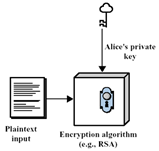 Alice's private
key
Plaintext
input
Encryption algorithm
(e.g., RSA)